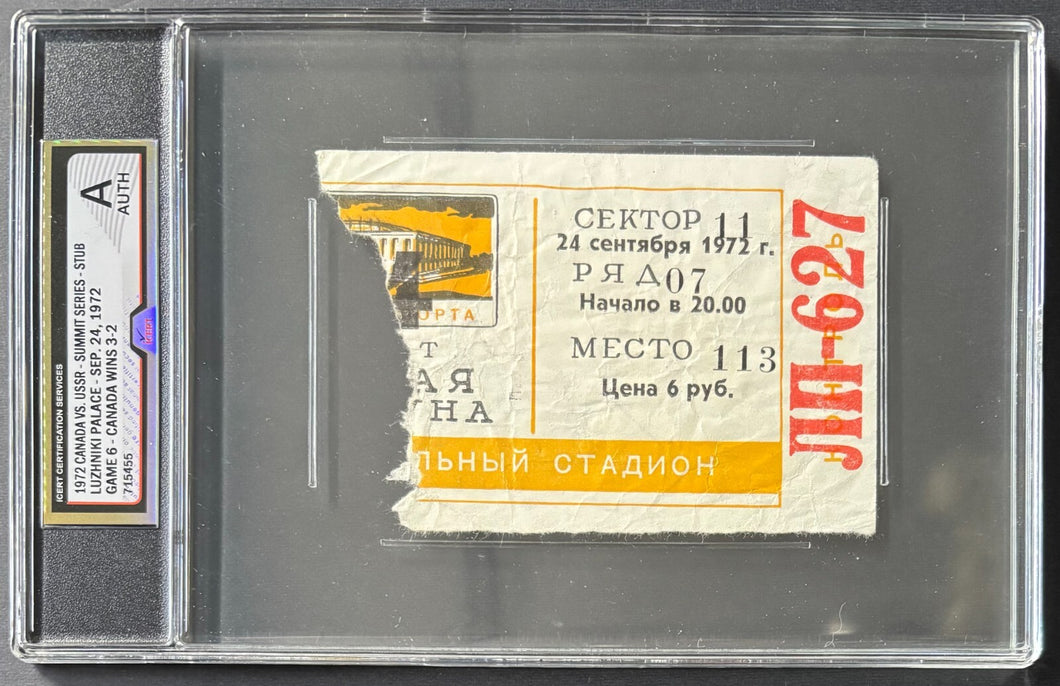 A
AUTH
ICERT CERTIFICATION SERVICES
1972 CANADA VS. USSR - SUMMIT SERIES - STUB
LUZHNIKI PALACE - SEP. 24, 1972
GAME 6 - CANADA WINS 3-2
715455
ОРТА
Т
АЯ
УНА
ЛЬНЫЙ СТАДИОН
СЕКТОР 11
24 сентября 1972 г.
РЯД 07
Начало в 20.00
МЕСТО 113
Цена 6 руб.
ЛП-627